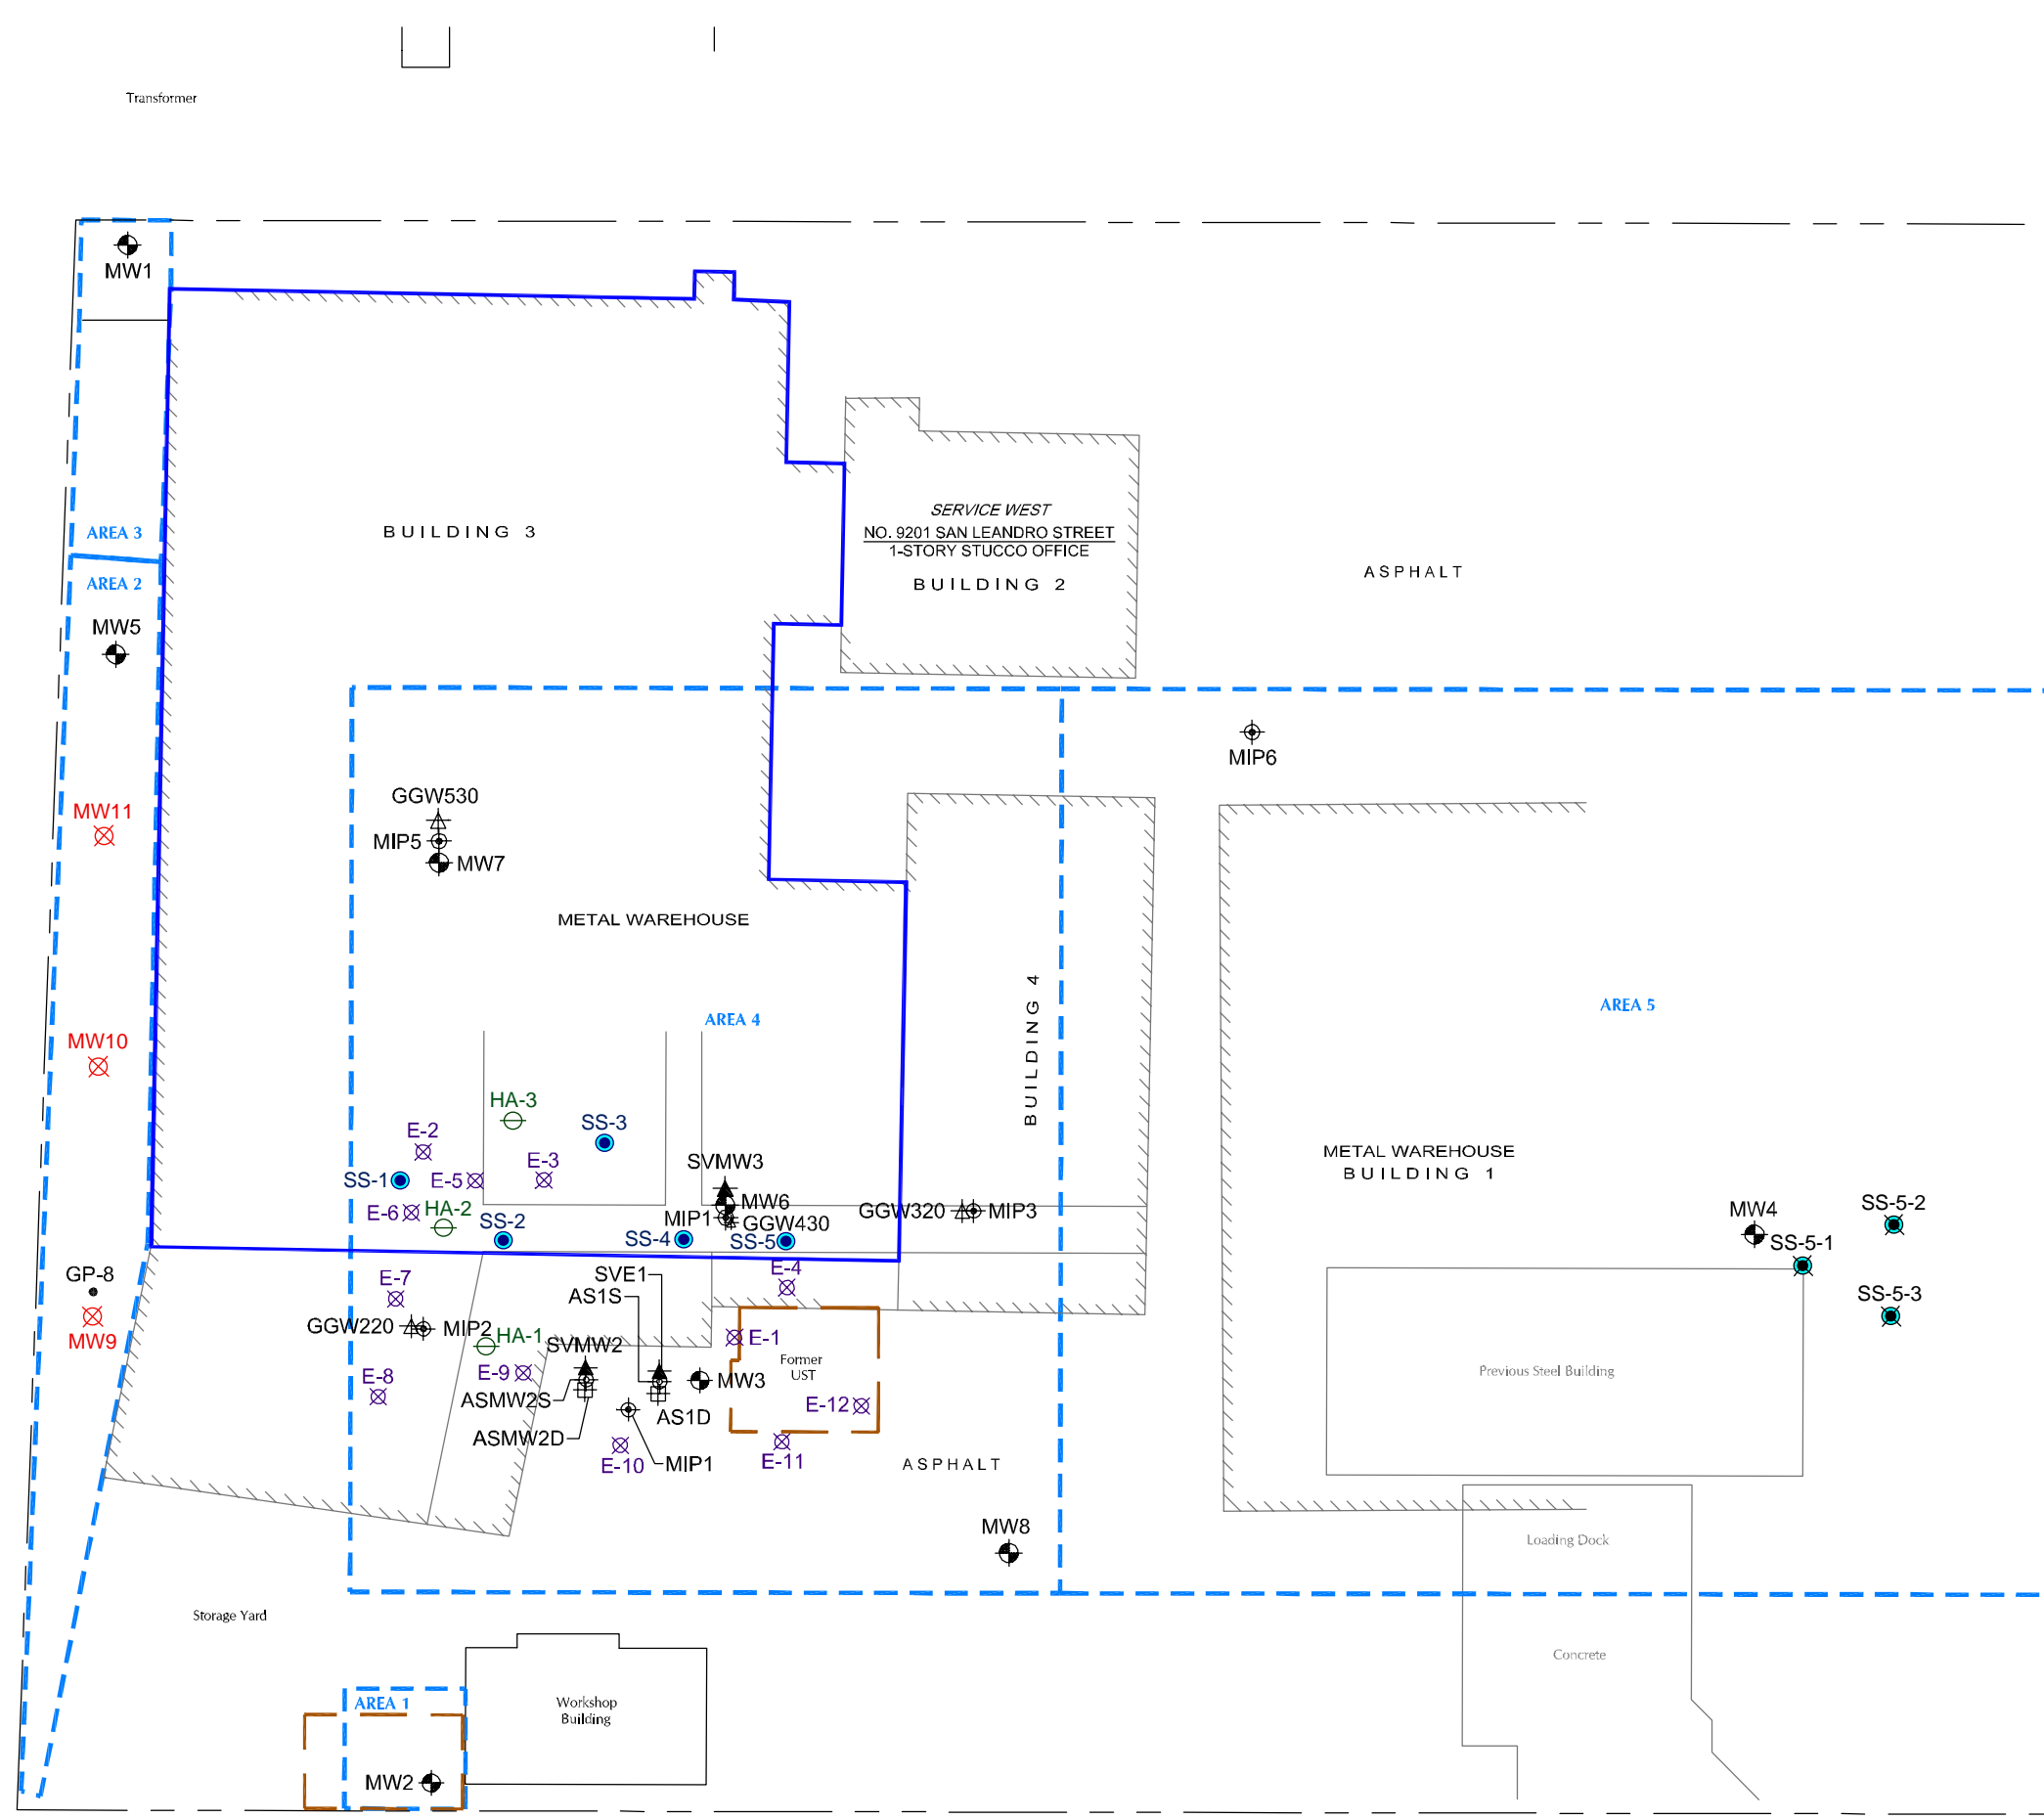 Transformer
MW1
AREA 3
BUILDING 3
SERVICE WEST
NO. 9201 SAN LEANDRO STREET
1-STORY STUCCO OFFICE
BUILDING 2
ASPHALT
AREA 2
MW5
MIP6
MW11
GGW530
MIP5
MW7
METAL WAREHOUSE
AREA 4
BUILDING 4
AREA 5
MW10
HA-3
SS-3
E-2
E-3
SS-1
E-5
SVMW3
METAL WAREHOUSE
BUILDING 1
E-6
HA-2
SS-2
MW6
MIP1
GGW430
SS-4
SS-5
GGW320
MIP3
MW4
SS-5-2
SS-5-1
SS-5-3
GP-8
MW9
E-7
SVE1
AS1S
E-4
GGW220
MIP2
HA-1
SVMW2
E-1
Former
UST
Previous Steel Building
E-8
E-9
ASMW2S
MW3
AS1D
E-12
ASMW2D
E-10
MIP1
E-11
ASPHALT
MW8
Loading Dock
Storage Yard
Concrete
AREA 1
Workshop
Building
MW2